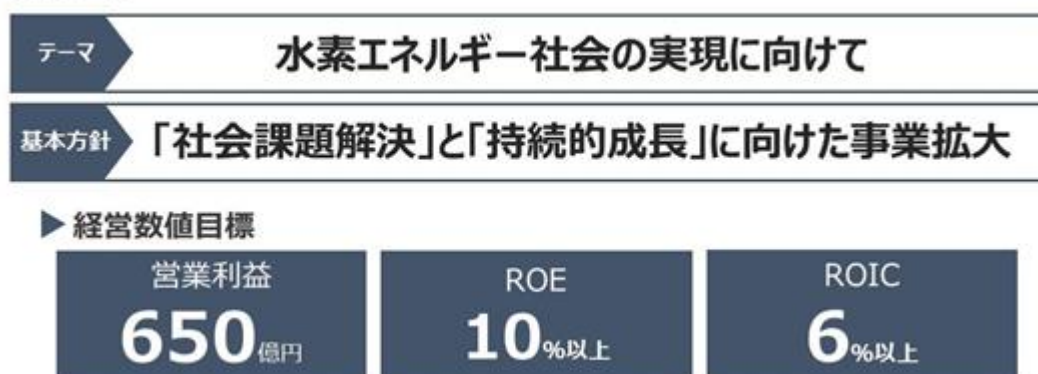 テーマ 水素エネルギー社会の実現に向けて
基本方針 「社会課題解決」と「持続的成長」に向けた事業拡大
▶経営数値目標
営業利益 ROE ROIC
650億円 10%以上 6%以上